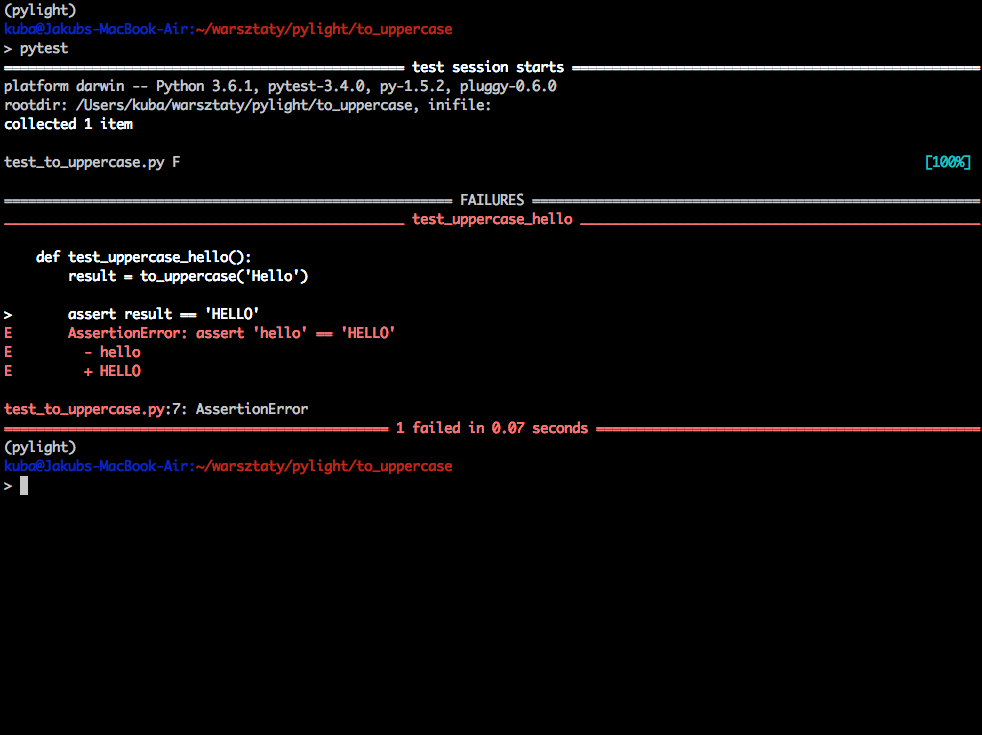 (pylight)
kuba@Jakubs-MacBook-Air:~/warsztaty/pylight/to_uppercase
> pytest
================================================== test session starts ===================================================
platform darwin -- Python 3.6.1, pytest-3.4.0, py-1.5.2, pluggy-0.6.0
rootdir: /Users/kuba/warsztaty/pylight/to_uppercase, inifile:
collected 1 item
test_to_uppercase.py F [100%]
======================================================== FAILURES ========================================================
__________________________________________________ test_uppercase_hello __________________________________________________
def test_uppercase_hello():
result = to_uppercase('Hello')
> assert result == 'HELLO'
E AssertionError: assert 'hello' == 'HELLO'
E - hello
E + HELLO
test_to_uppercase.py:7: AssertionError
================================================ 1 failed in 0.07 seconds ================================================
(pylight)
kuba@Jakubs-MacBook-Air:~/warsztaty/pylight/to_uppercase
>